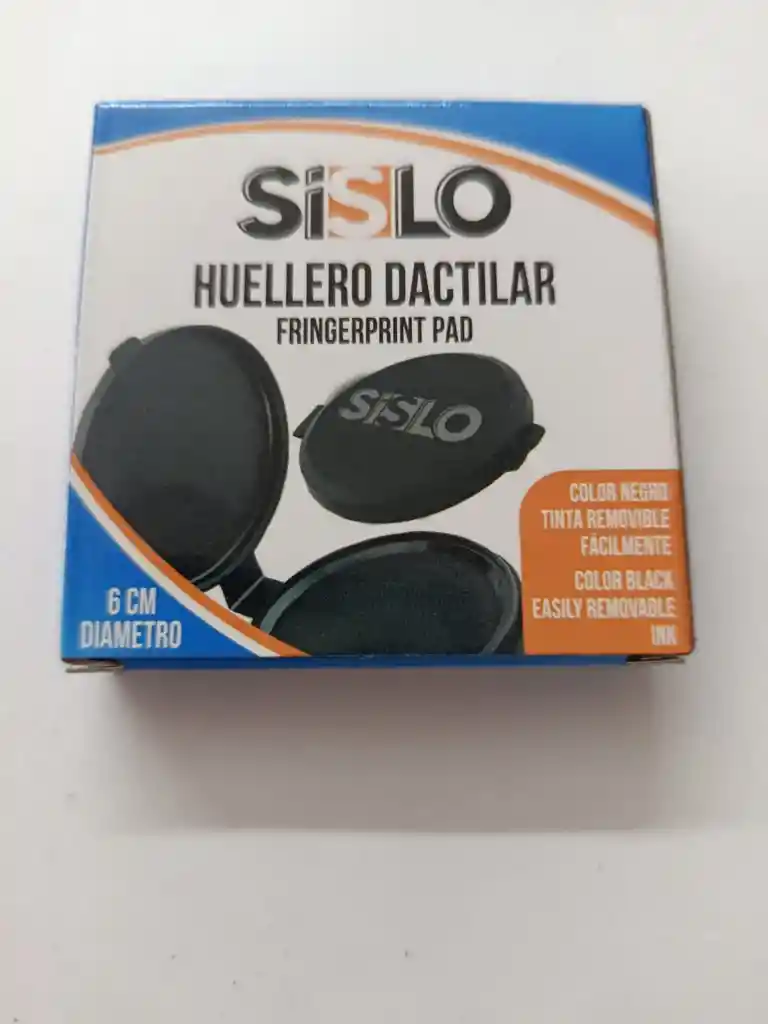 SiSLO
HUELLERO DACTILAR
FRINGERPRINT PAD
SiSLO
COLOR NEGRO
TINTA REMOVIBLE
FÁCILMENTE
COLOR BLACK
EASILY REMOVABLE
INK
6 CM
DIAMETRO